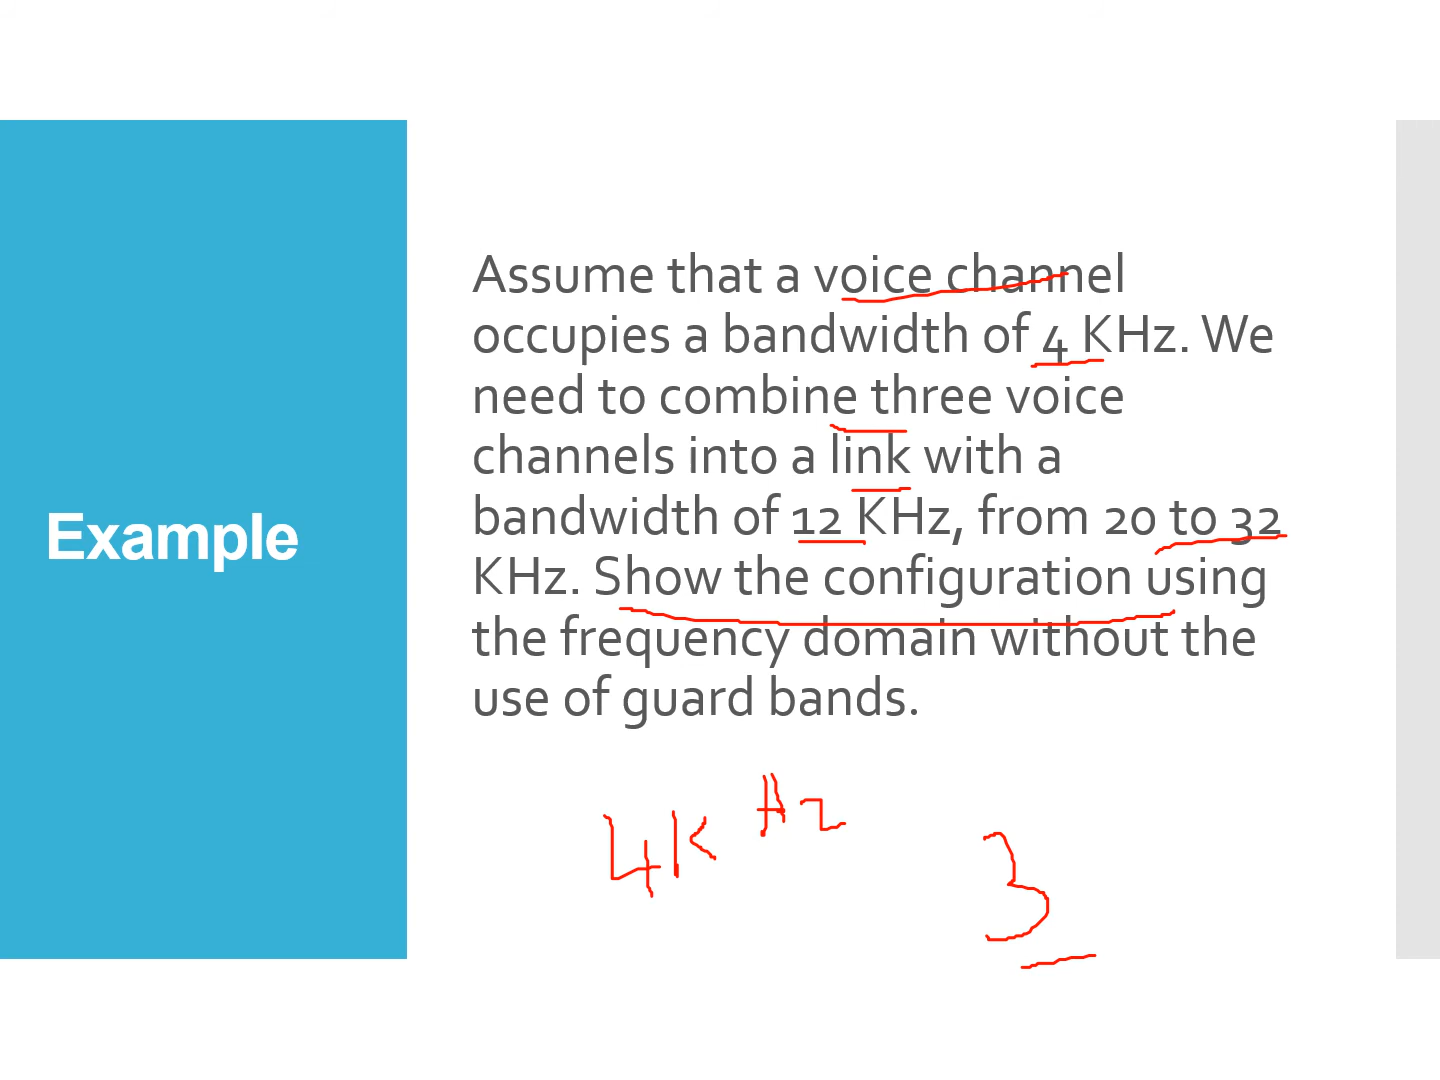 Example
Assume that a voice channel
occupies a bandwidth of 4 KHz. We
need to combine three voice
channels into a link with a
bandwidth of 12 KHz, from 20 to 32
KHz. Show the configuration using
the frequency domain without the
use of guard bands.
4K Hz
3